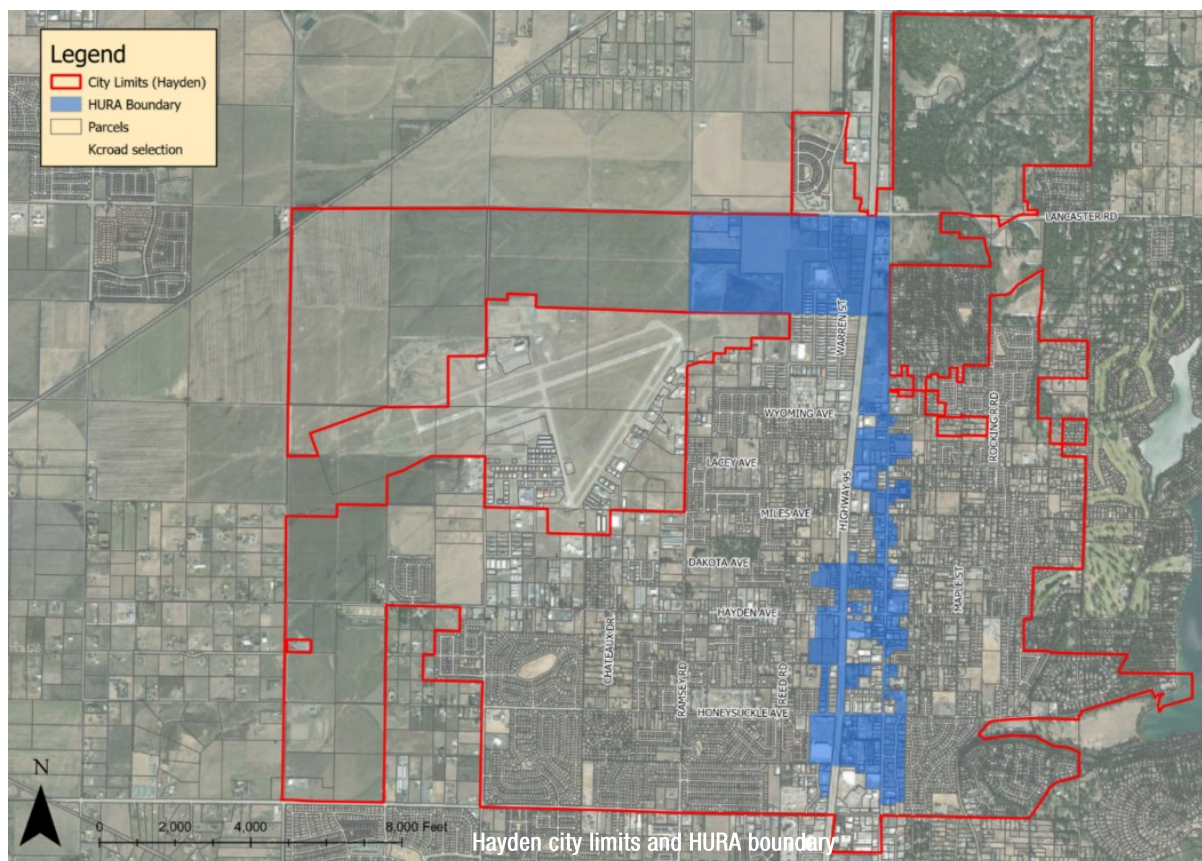 Legend
City Limits (Hayden)
HURA Boundary
Parcels
Kcroad selection
LANCASTER RD
WARREN ST
WYOMING AVE
ROCKING R RD
LACEY AVE
HIGHWAY 95
MILES AVE
DAKOTA AVE
MAPLE ST
HAYDEN AVE
CHATEAUX DR
RAMSEY RD
REED RD
HONEYSUCKLE AVE
N
0 2,000 4,000 8,000 Feet
Hayden city limits and HURA boundary